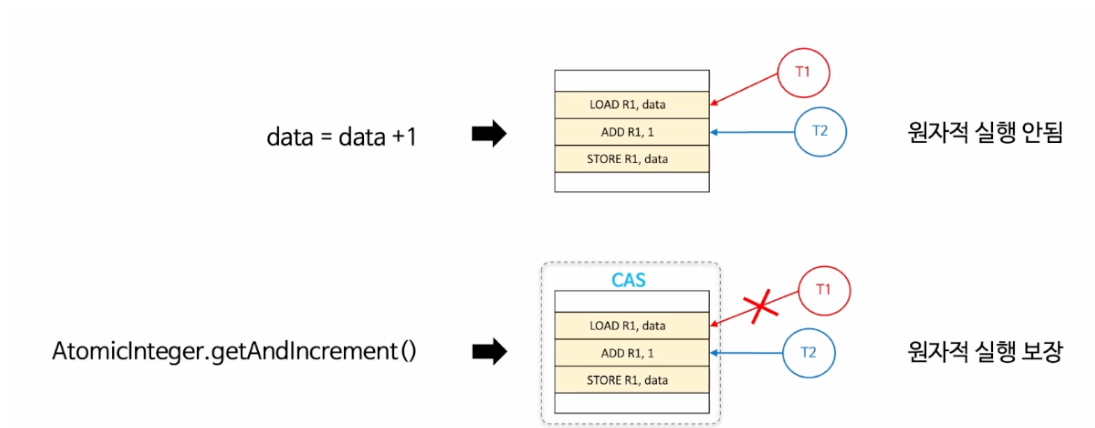 data = data +1
LOAD R1, data
ADD R1, 1
STORE R1, data
T1
T2
원자적 실행 안됨
AtomicInteger.getAndIncrement()
CAS
LOAD R1, data
ADD R1, 1
STORE R1, data
T1
T2
원자적 실행 보장